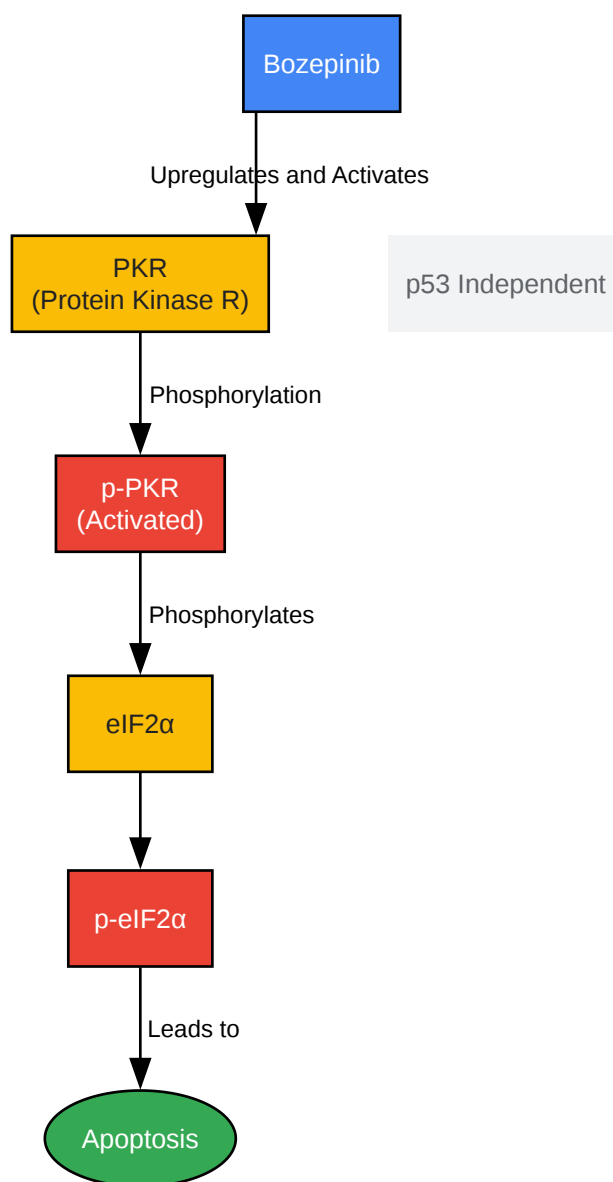 Bozepinib
Upregulates and Activates
PKR
(Protein Kinase R)
p53 Independent
Phosphorylation
p-PKR
(Activated)
Phosphorylates
eIF2α
p-eIF2α
Leads to
Apoptosis